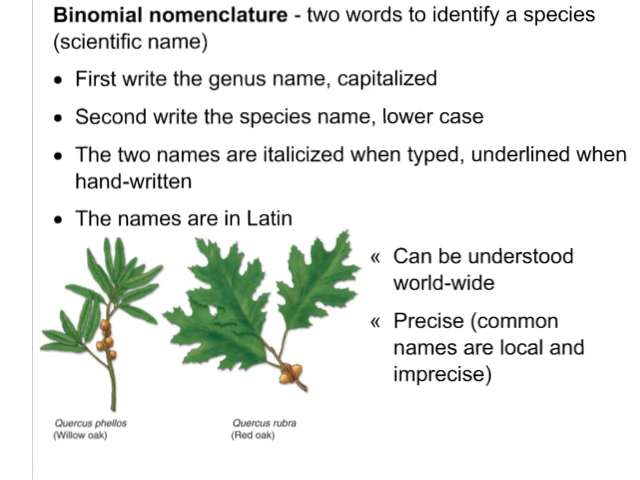 Binomial nomenclature - two words to identify a species
(scientific name)
• First write the genus name, capitalized
• Second write the species name, lower case
• The two names are italicized when typed, underlined when
hand-written
• The names are in Latin
« Can be understood
world-wide
« Precise (common
names are local and
imprecise)
Quercus phellos
(Willow oak)
Quercus rubra
(Red oak)